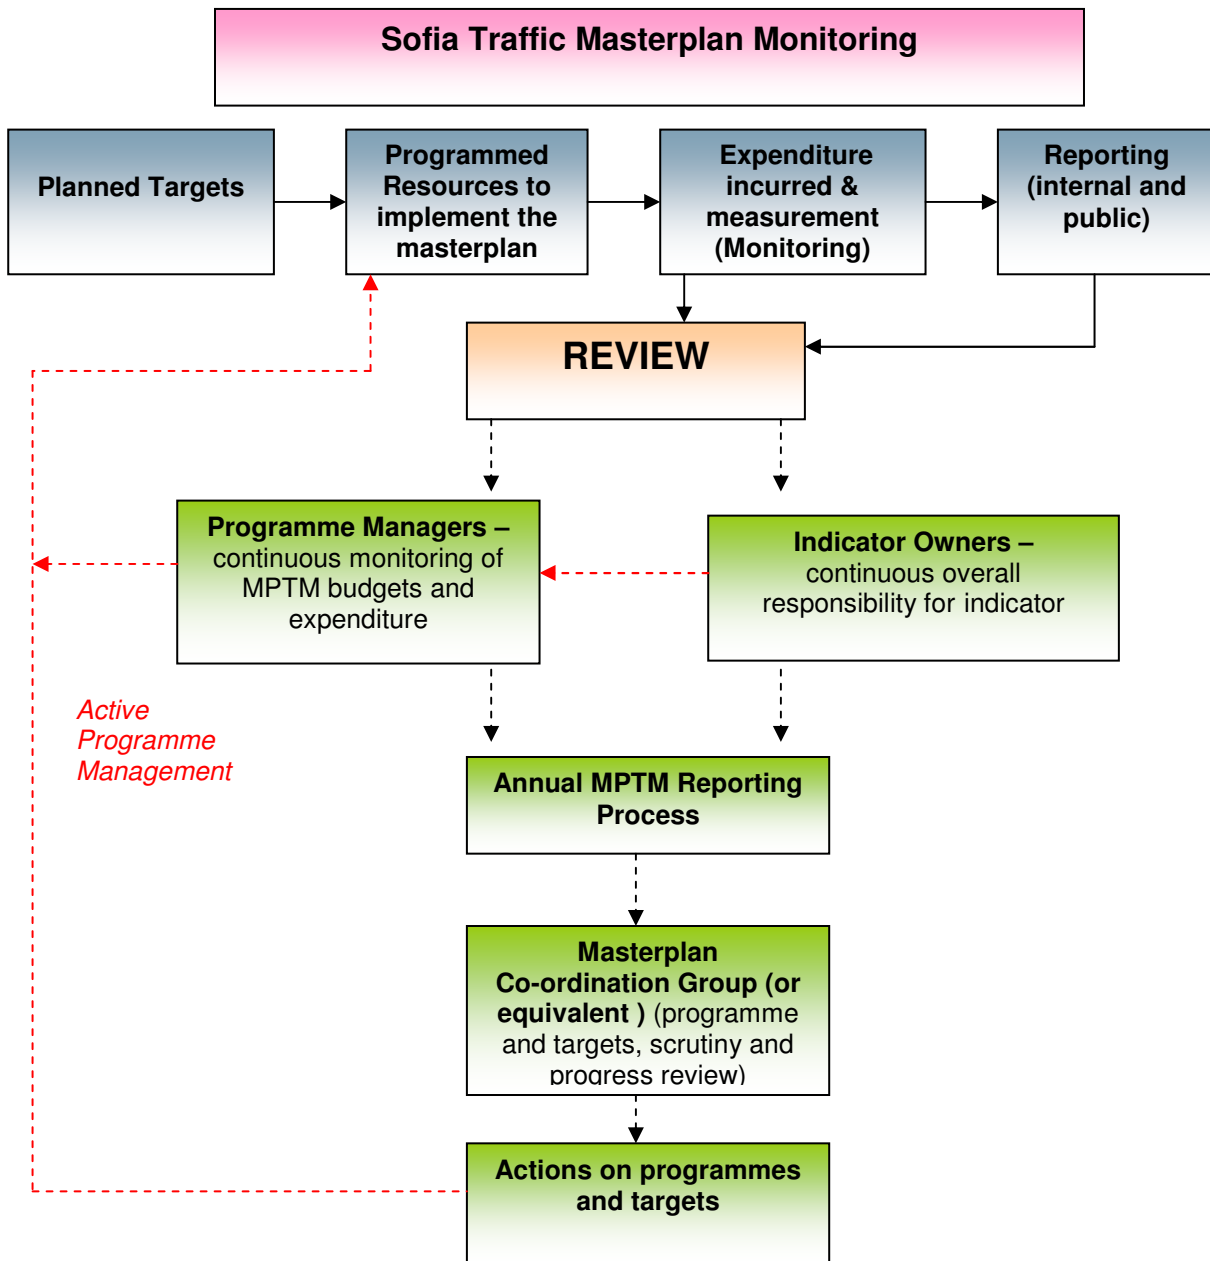 Sofia Traffic Masterplan Monitoring
Planned Targets
Programmed
Resources to
implement the
masterplan
Expenditure
incurred &
measurement
(Monitoring)
Reporting
(internal and
public)
REVIEW
Programme Managers –
continuous monitoring of
MPTM budgets and
expenditure
Indicator Owners –
continuous overall
responsibility for indicator
Active
Programme
Management
Annual MPTM Reporting
Process
Masterplan
Co-ordination Group (or
equivalent ) (programme
and targets, scrutiny and
progress review)
Actions on programmes
and targets